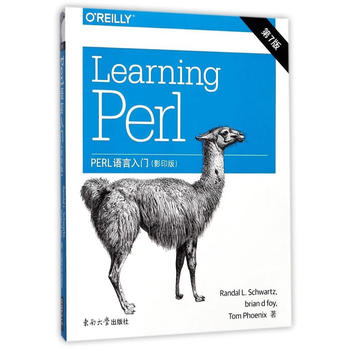 O'REILLY®
第7版
Learning
Perl
PERL语言入门(影印版)
Randal L. Schwartz,
brian d foy,
Tom Phoenix 著
东南大学出版社